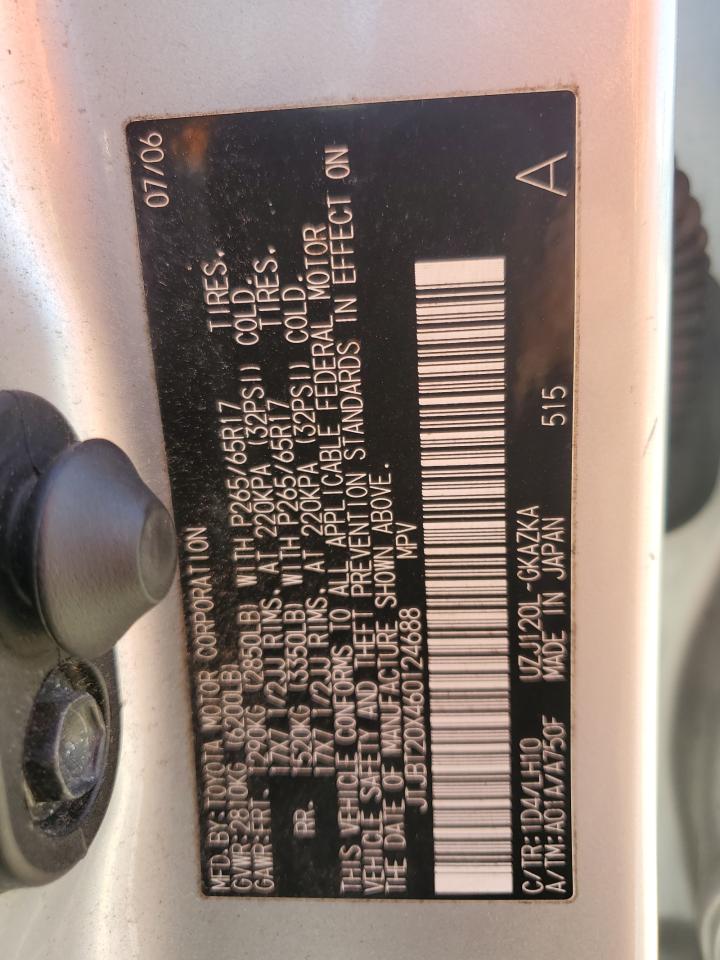 MFD. BY: TOYOTA MOTOR CORPORATION 07/06
GVWR: 2810KG (6200LB)
GAWR: FRT. 1290KG (2850LB) WITH P265/65R17 TIRES.
17X7 1/2JJ RIMS. AT 220KPA (32PSI) COLD.
RR. 1520KG (3350LB) WITH P265/65R17 TIRES.
17X7 1/2JJ RIMS. AT 220KPA (32PSI) COLD.
THIS VEHICLE CONFORMS TO ALL APPLICABLE FEDERAL MOTOR
VEHICLE SAFETY AND THEFT PREVENTION STANDARDS IN EFFECT ON
THE DATE OF MANUFACTURE SHOWN ABOVE.
JTJBT20X460124688 MPV
C/TR: 1D4/LH10 UZJ120L-GKAZKA A
A/TM: A01A/A750F MADE IN JAPAN 515